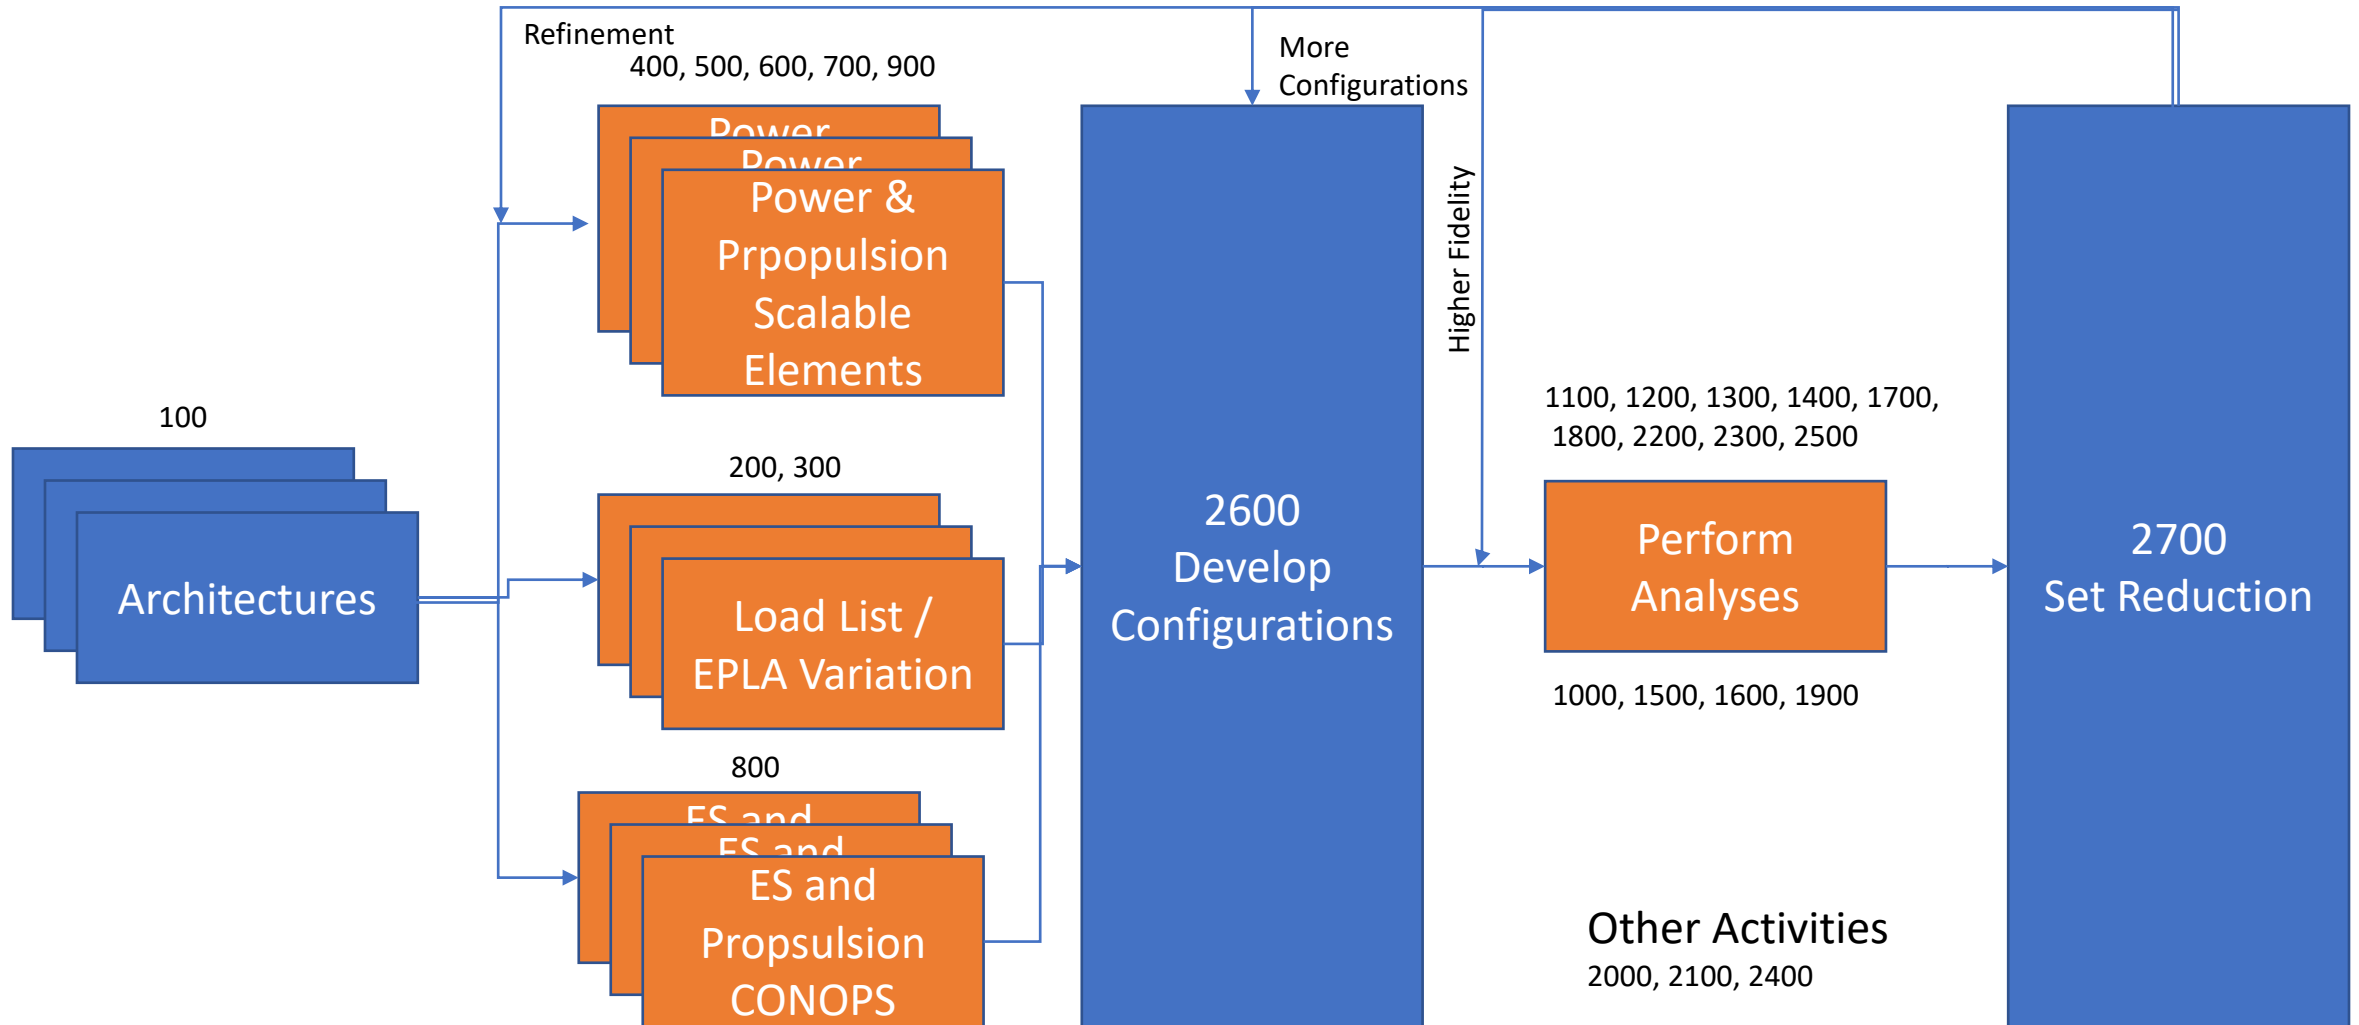 Refinement
400, 500, 600, 700, 900
More
Configurations
Power
Power
Power &
Prpopulsion
Scalable
Elements
Higher Fidelity
100
Architectures
200, 300
Load List /
EPLA Variation
800
ES and
ES and
ES and
Propsulsion
CONOPS
2600
Develop
Configurations
1100, 1200, 1300, 1400, 1700,
1800, 2200, 2300, 2500
Perform
Analyses
1000, 1500, 1600, 1900
2700
Set Reduction
Other Activities
2000, 2100, 2400